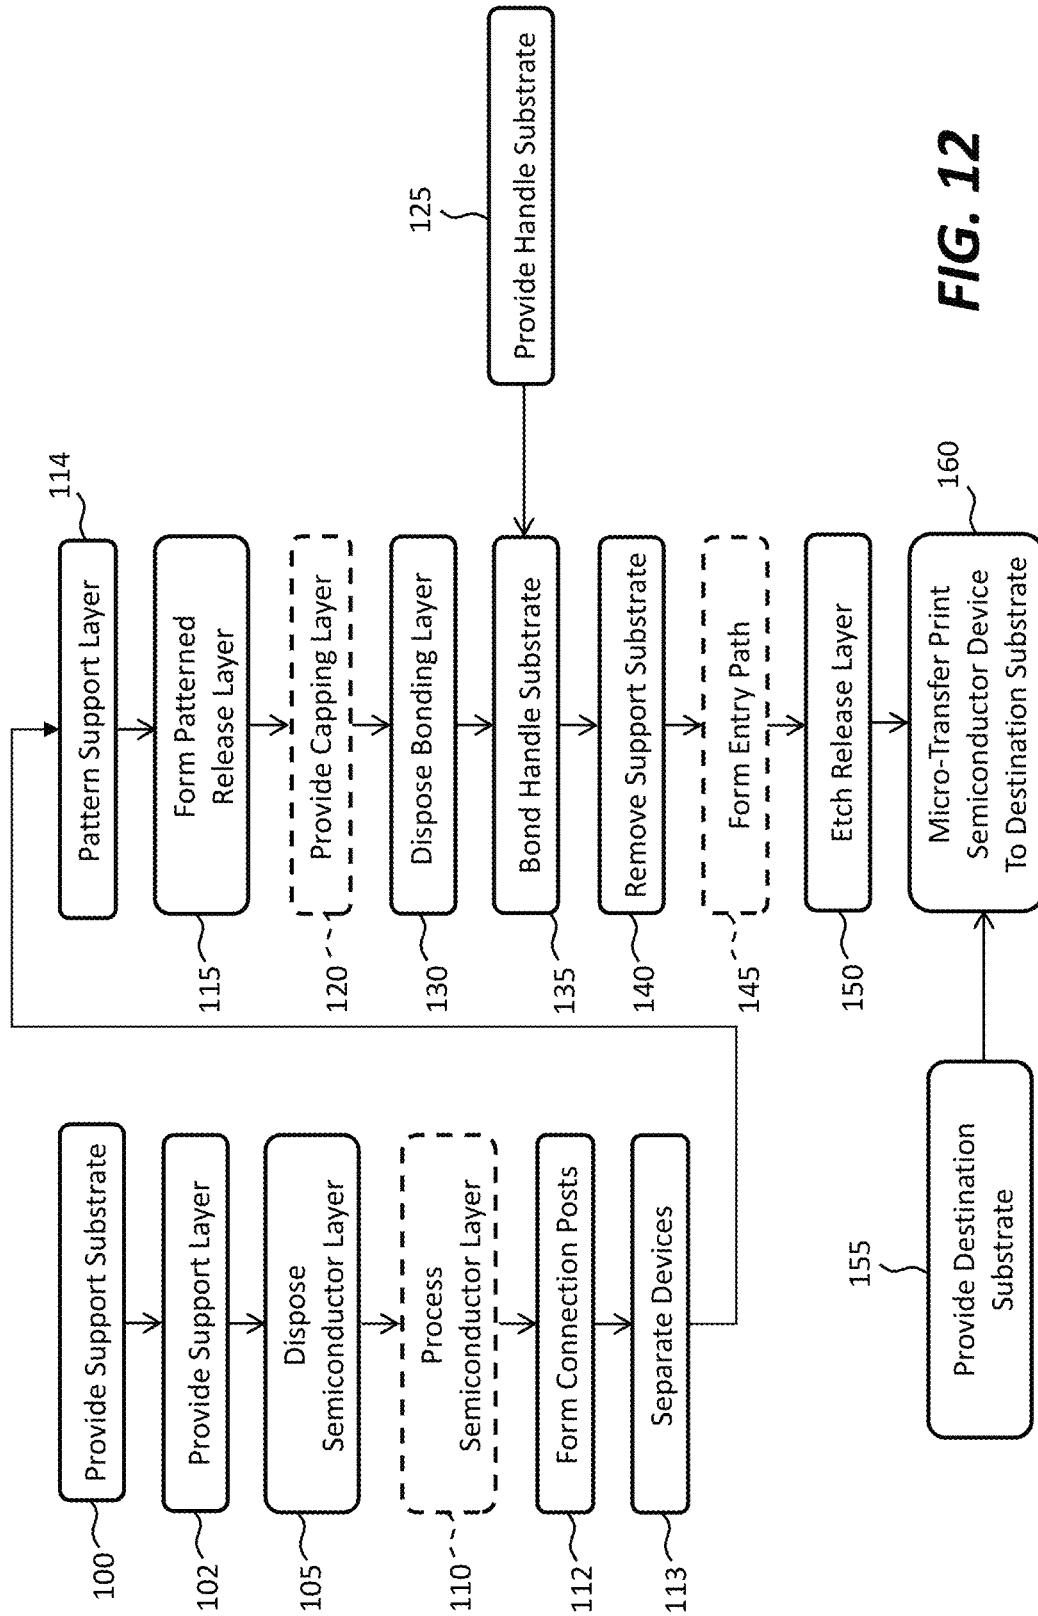 100
Provide Support Substrate
102
Provide Support Layer
105
Dispose
Semiconductor Layer
110
Process
Semiconductor Layer
112
Form Connection Posts
113
Separate Devices
114
Pattern Support Layer
115
Form Patterned
Release Layer
120
Provide Capping Layer
130
Dispose Bonding Layer
125
Provide Handle Substrate
135
Bond Handle Substrate
140
Remove Support Substrate
145
Form Entry Path
150
Etch Release Layer
155
Provide Destination
Substrate
160
Micro-Transfer Print
Semiconductor Device
To Destination Substrate
FIG. 12